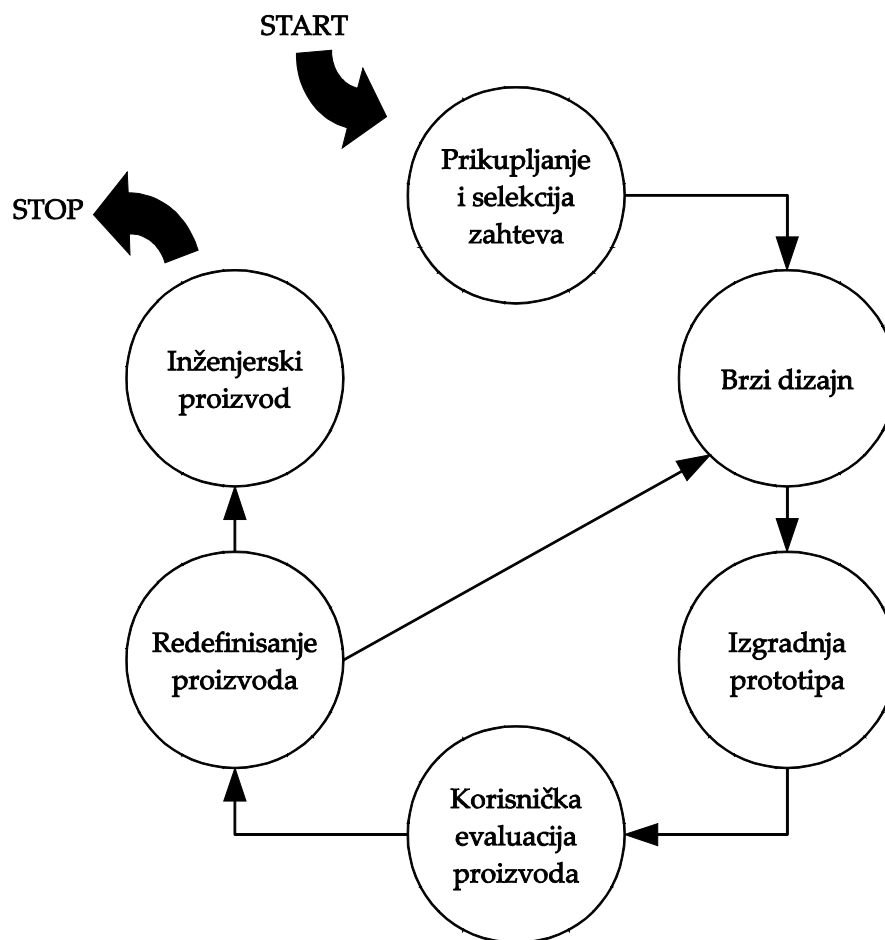 START
Prikupljanje
i selekcija
zahteva
STOP
Inženjerski
proizvod
Brzi dizajn
Redefinisanje
proizvoda
Izgradnja
prototipa
Korisnička
evaluacija
proizvoda